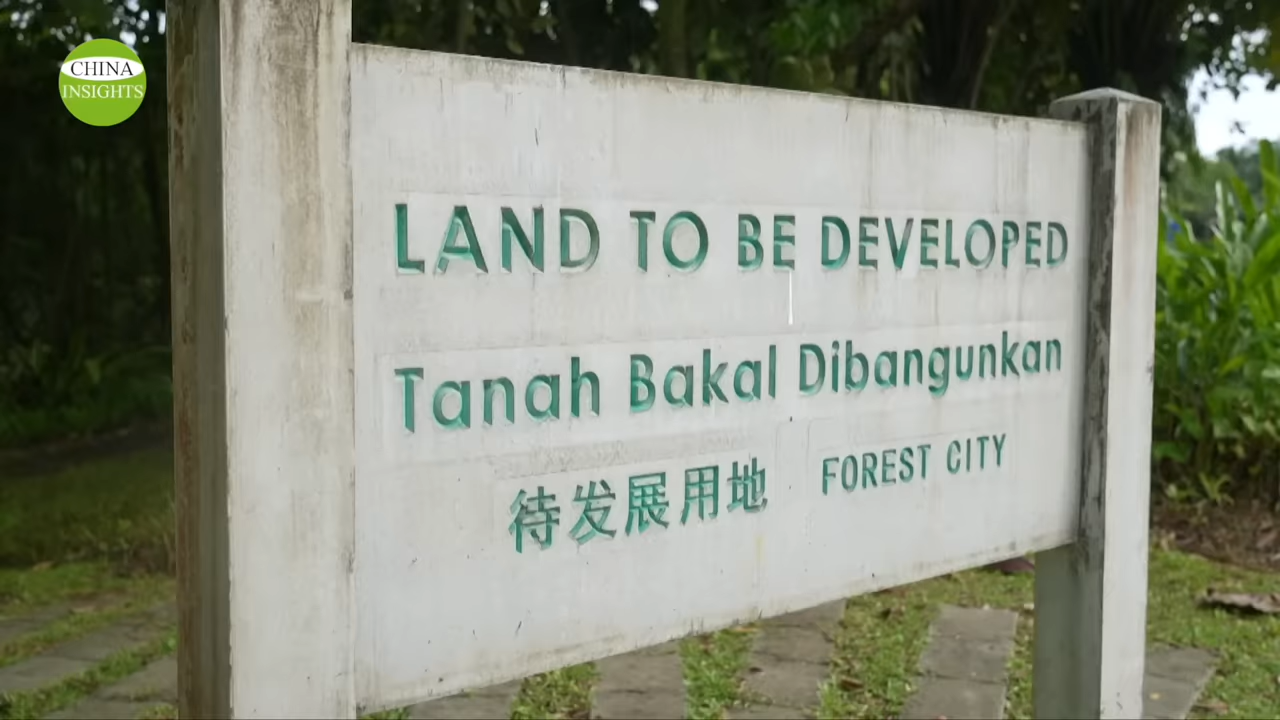 CHINA
INSIGHTS
LAND TO BE DEVELOPED
Tanah Bakal Dibangunkan
待发展用地 FOREST CITY